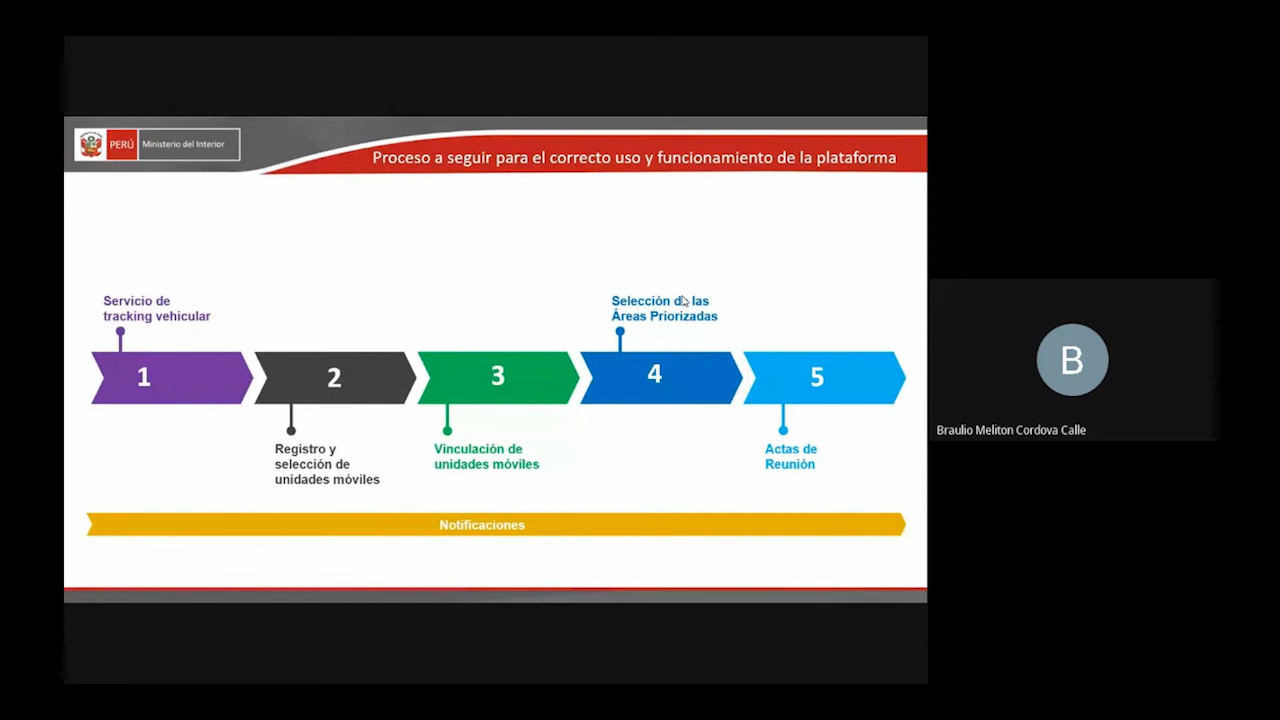 PERÚ
Ministerio del Interior
Proceso a seguir para el correcto uso y funcionamiento de la plataforma
Servicio de
tracking vehicular
Selección de las
Áreas Priorizadas
1
2
3
4
5
Registro y
selección de
unidades móviles
Vinculación de
unidades móviles
Actas de
Reunión
Notificaciones
B
Braulio Meliton Cordova Calle